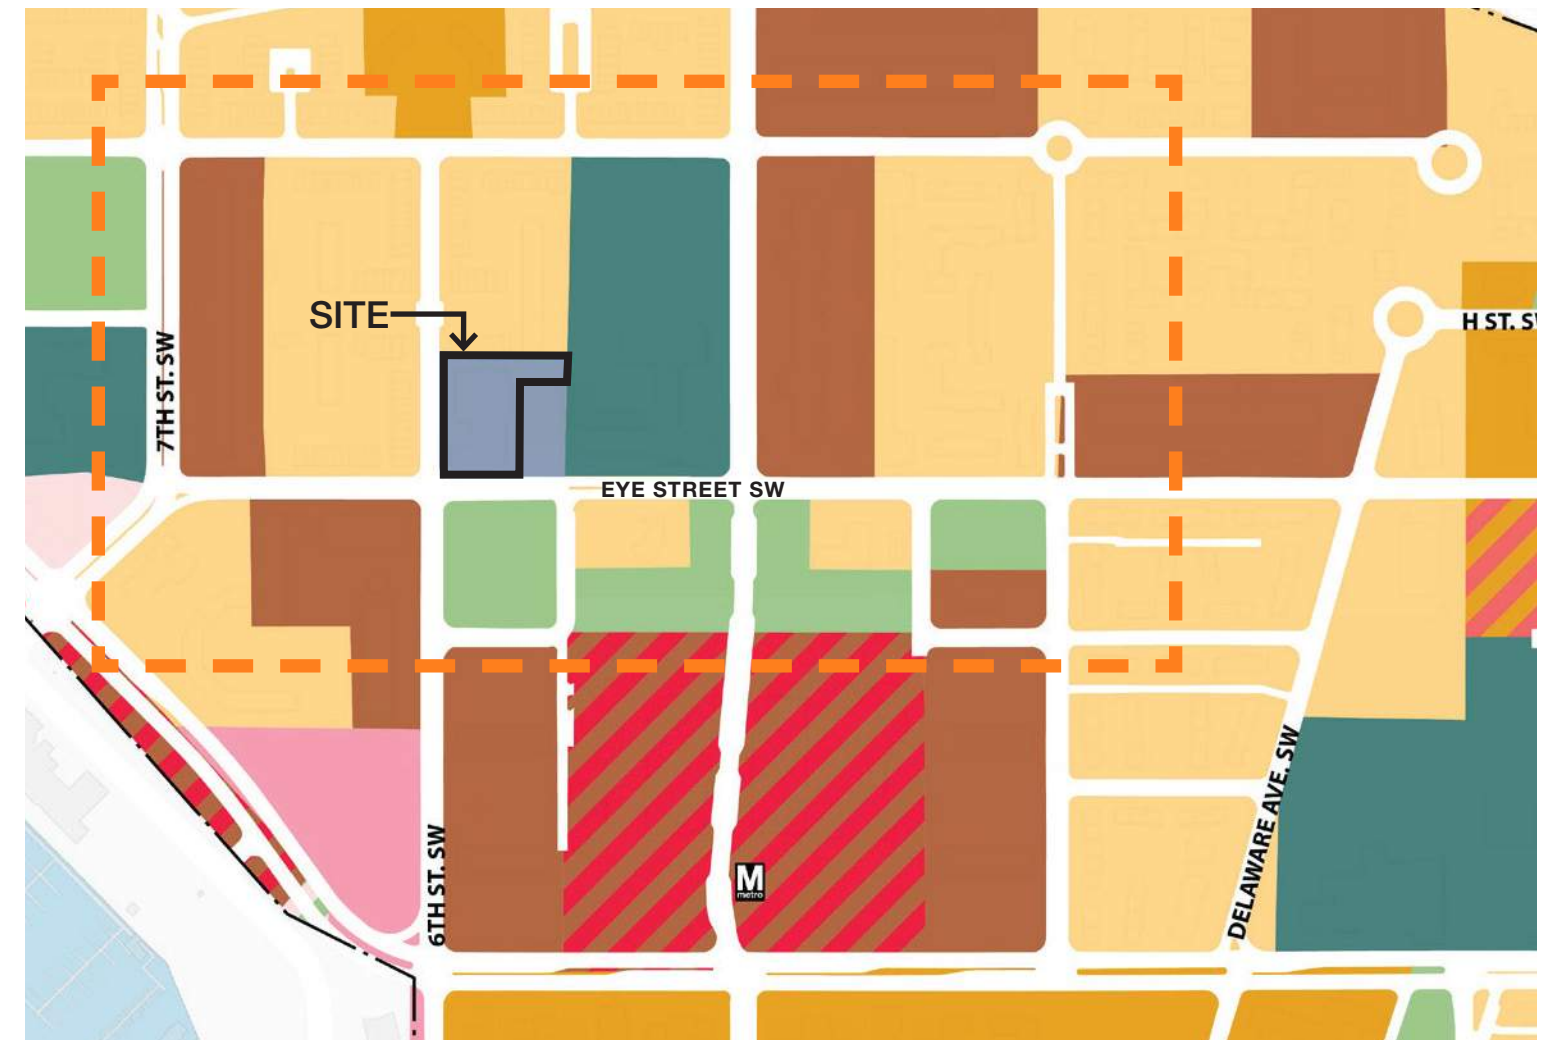 SITE
7TH ST. SW
H ST. S
EYE STREET SW
6TH ST. SW
DELAWARE AVE. SW
M
metro